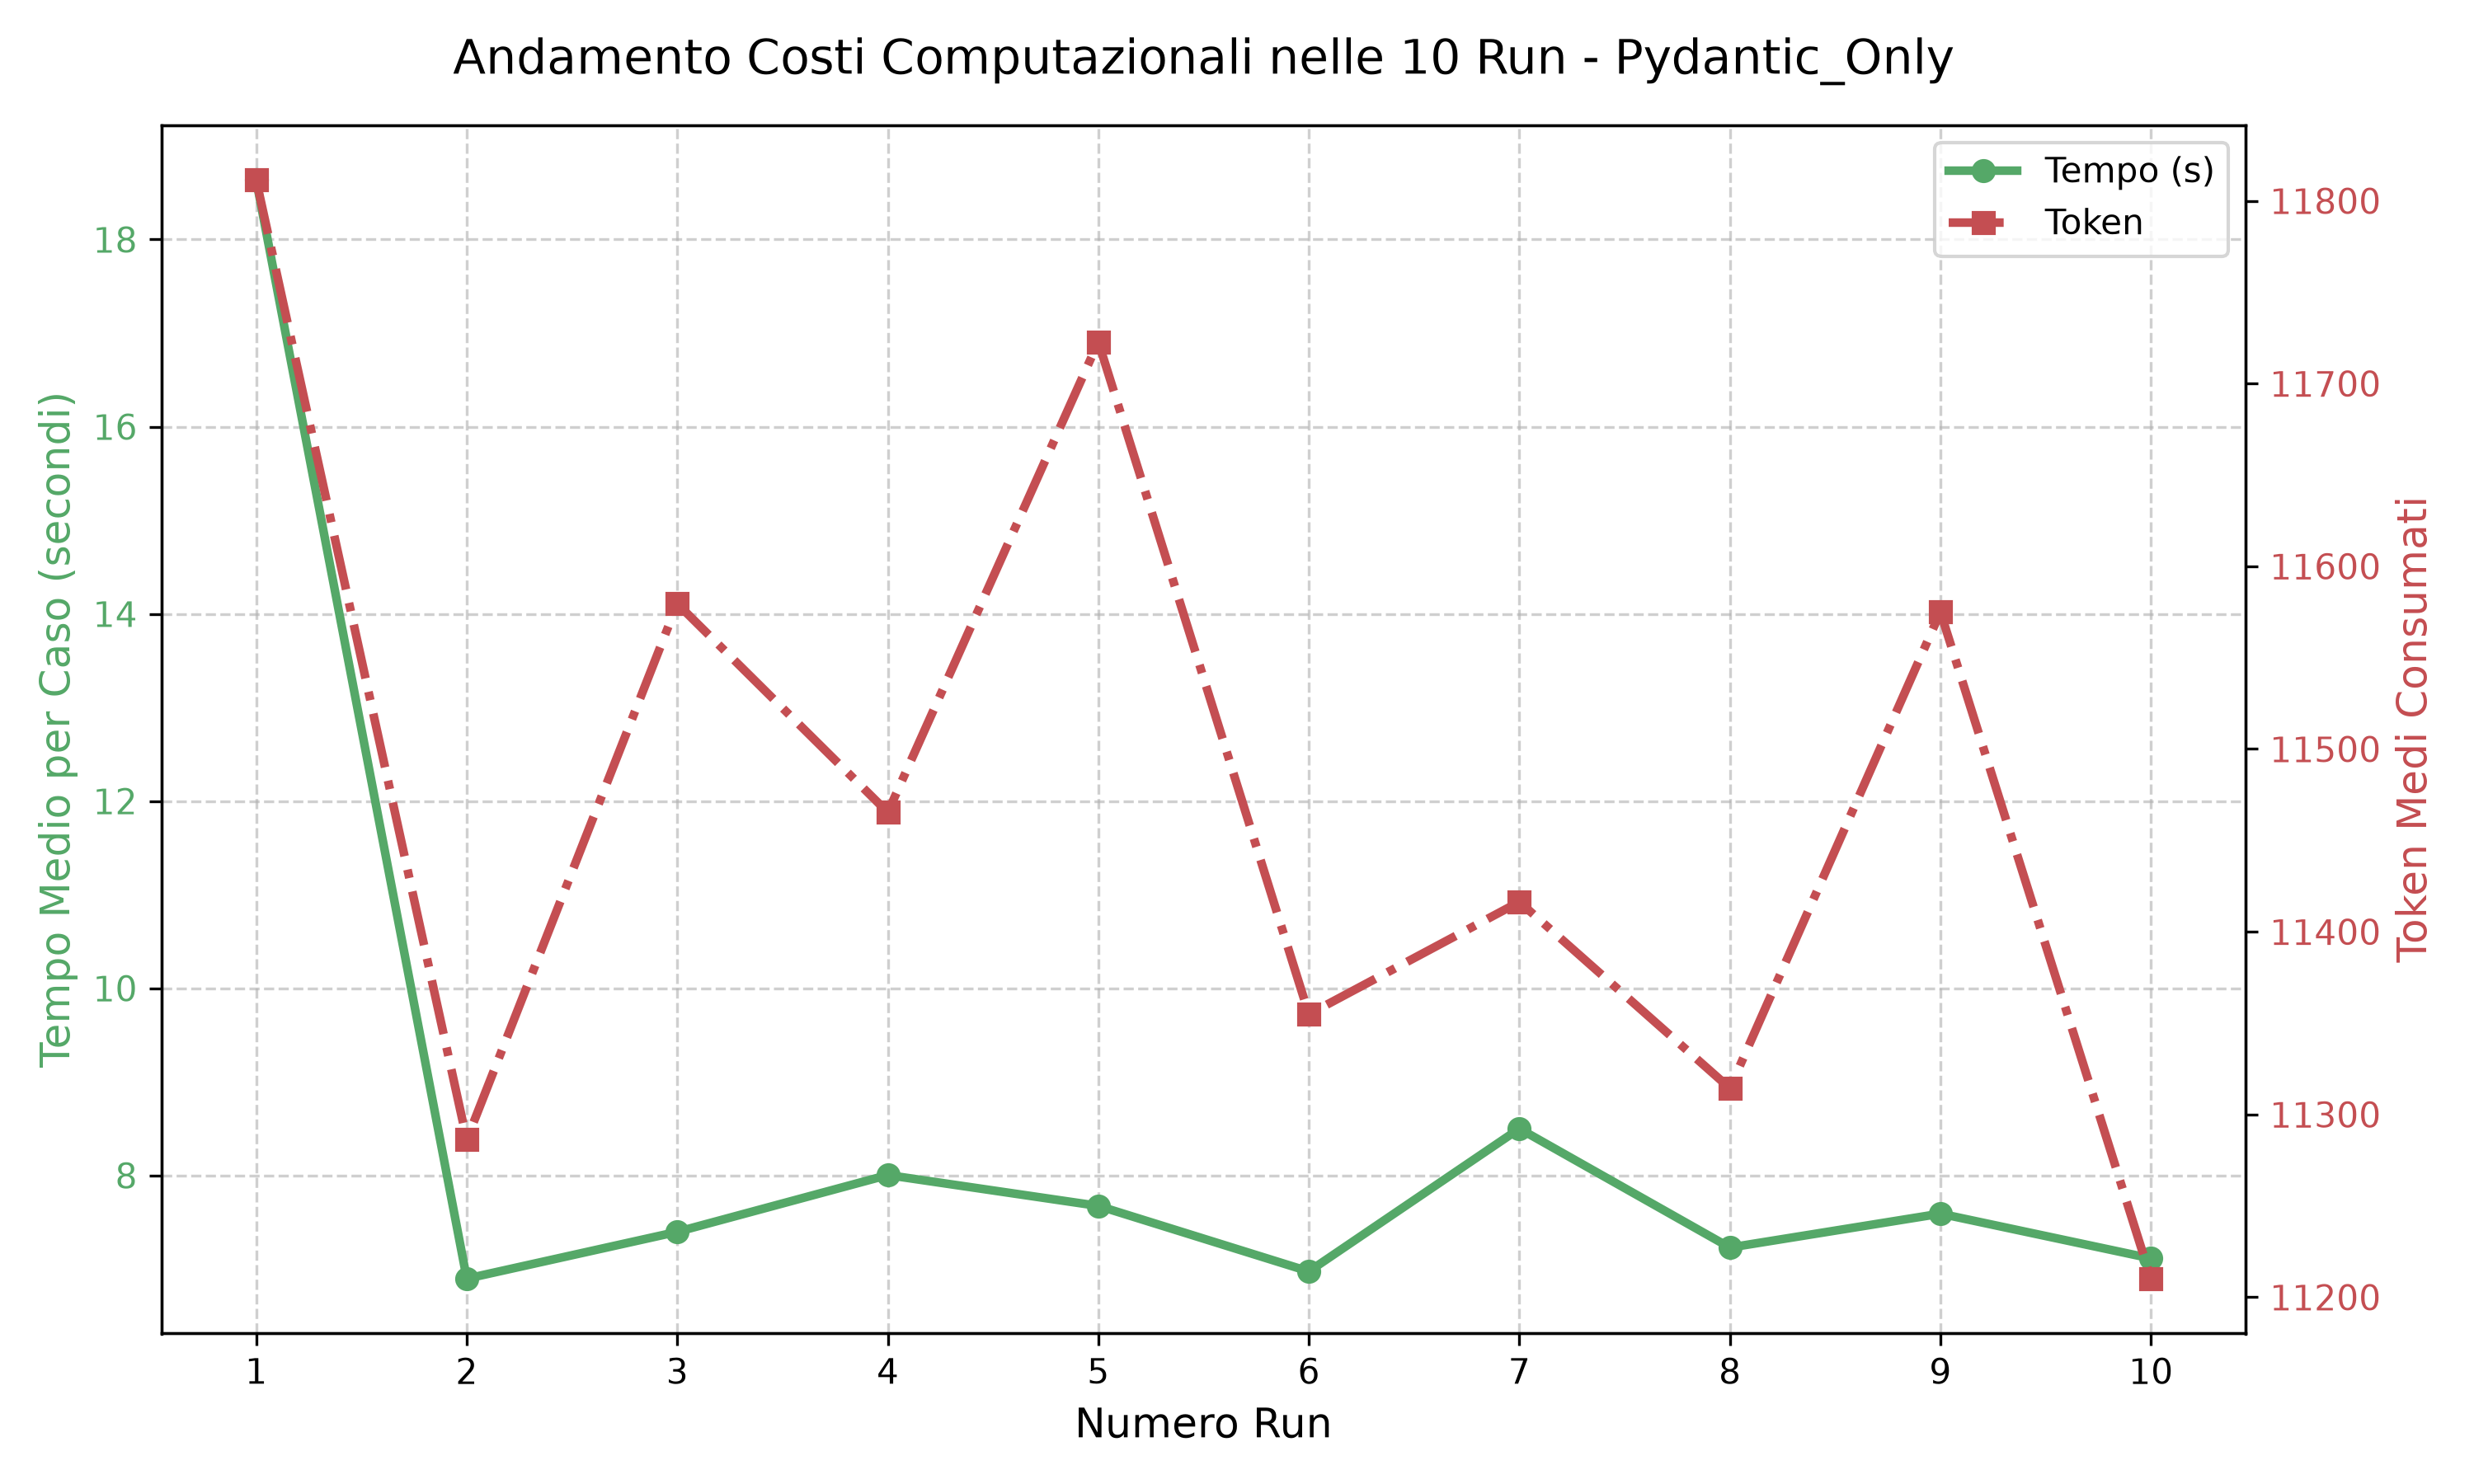 Andamento Costi Computazionali nelle 10 Run - Pydantic_Only
Tempo (s)
Token
Tempo Medio per Caso (secondi)
18
16
14
12
10
8
11800
11700
11600
11500
11400
11300
11200
Token Medi Consumati
1 2 3 4 5 6 7 8 9 10
Numero Run